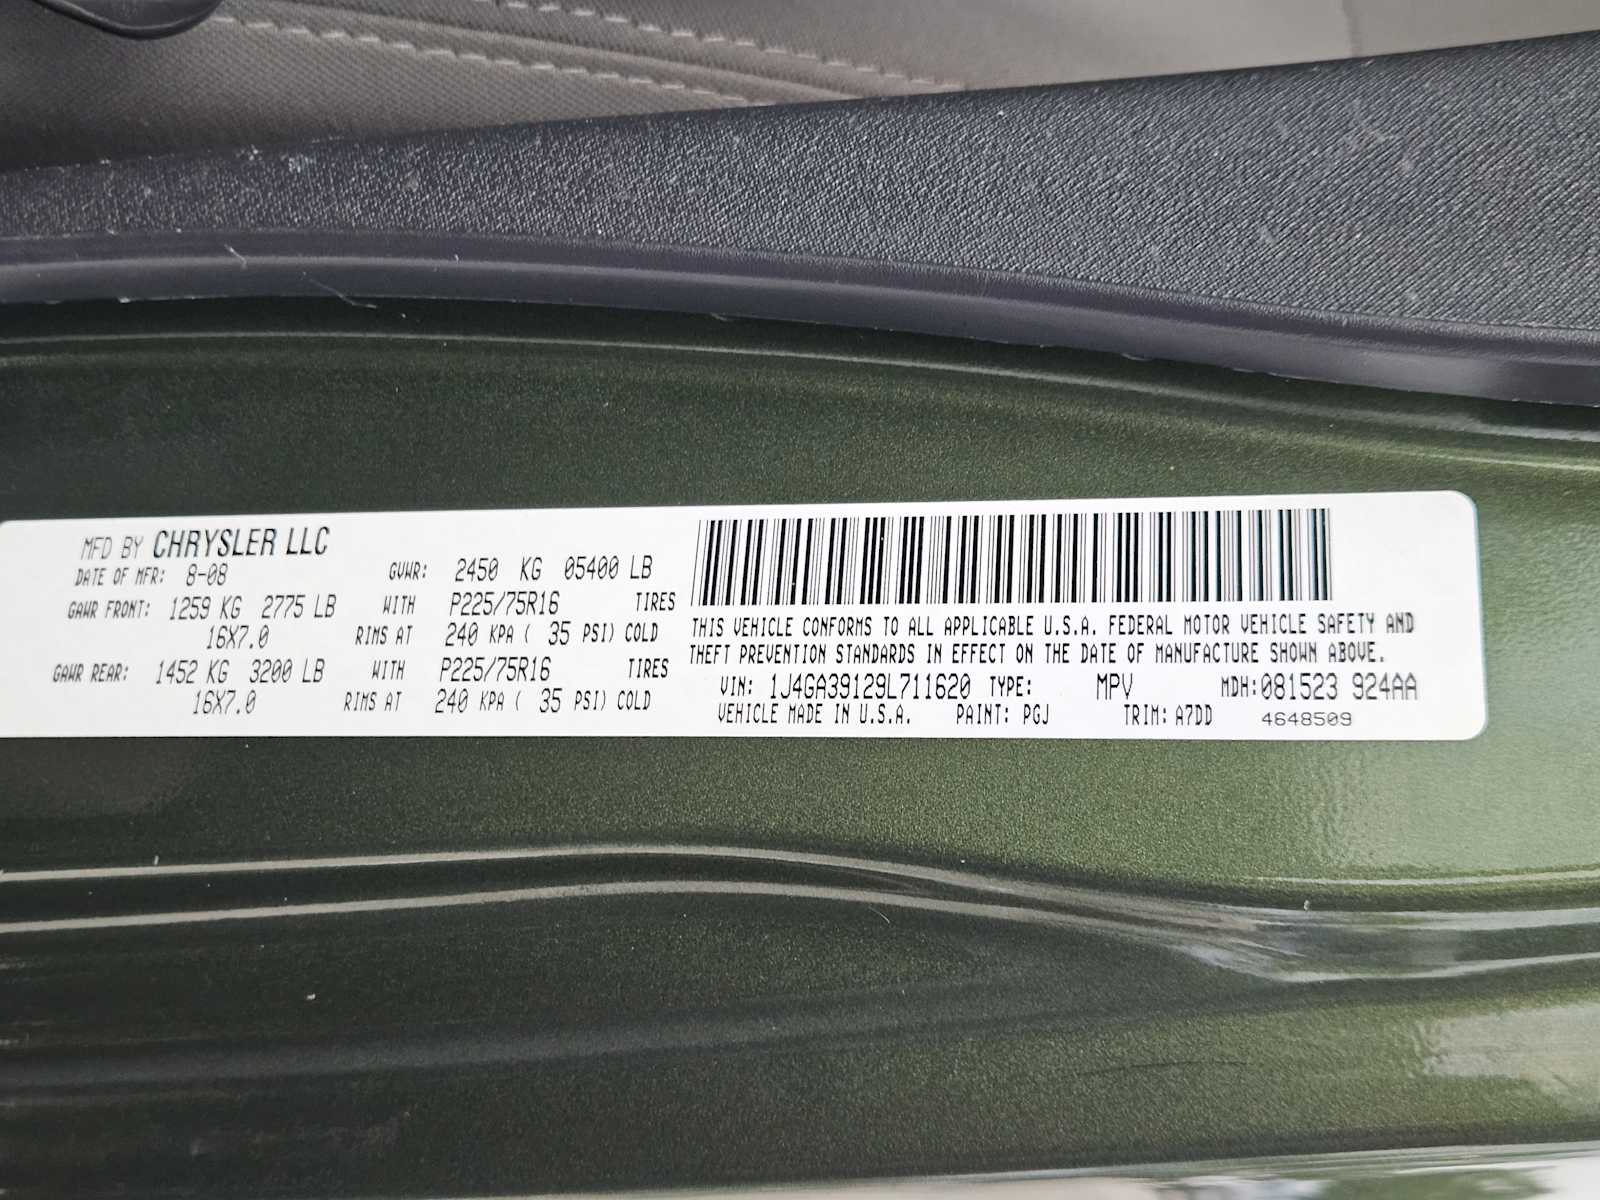 MFD BY CHRYSLER LLC
DATE OF MFR: 8-08 GVWR: 2450 KG 05400 LB
GAWR FRONT: 1259 KG 2775 LB WITH P225/75R16 TIRES
16X7.0 RIMS AT 240 KPA ( 35 PSI) COLD
GAWR REAR: 1452 KG 3200 LB WITH P225/75R16 TIRES
16X7.0 RIMS AT 240 KPA ( 35 PSI) COLD
THIS VEHICLE CONFORMS TO ALL APPLICABLE U.S.A. FEDERAL MOTOR VEHICLE SAFETY AND
THEFT PREVENTION STANDARDS IN EFFECT ON THE DATE OF MANUFACTURE SHOWN ABOVE.
VIN: 1J4GA39129L711620 TYPE: MPV MDH:081523 924AA
VEHICLE MADE IN U.S.A. PAINT: PGJ TRIM: A7DD 4648509